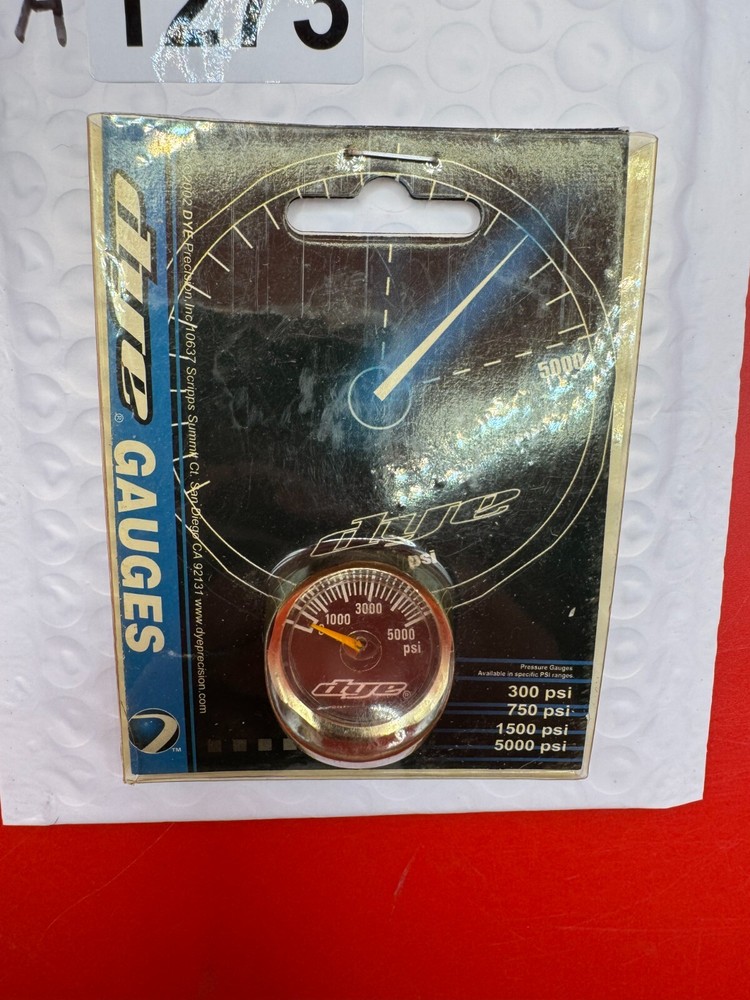 A 1273
dye®
GAUGES
2002 DYE Precision,Inc.10637 Scripps Summit Ct. San Diego CA 92131 www.dyeprecision.com
TM
5000
dye
psi
0 1000 3000 5000
psi
dye®
Pressure Gauges
Available in specific PSI ranges
300 psi
750 psi
1500 psi
5000 psi